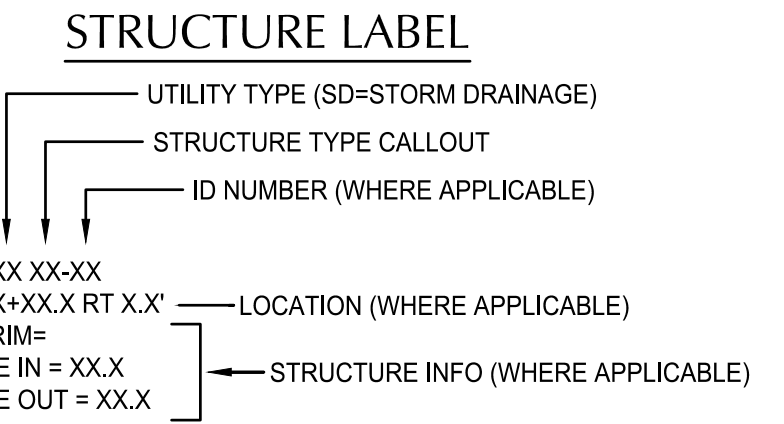 STRUCTURE LABEL
UTILITY TYPE (SD=STORM DRAINAGE)
STRUCTURE TYPE CALLOUT
ID NUMBER (WHERE APPLICABLE)
XX XX-XX
X+XX.X RT X.X' LOCATION (WHERE APPLICABLE)
RIM=
E IN = XX.X
STRUCTURE INFO (WHERE APPLICABLE)
E OUT = XX.X